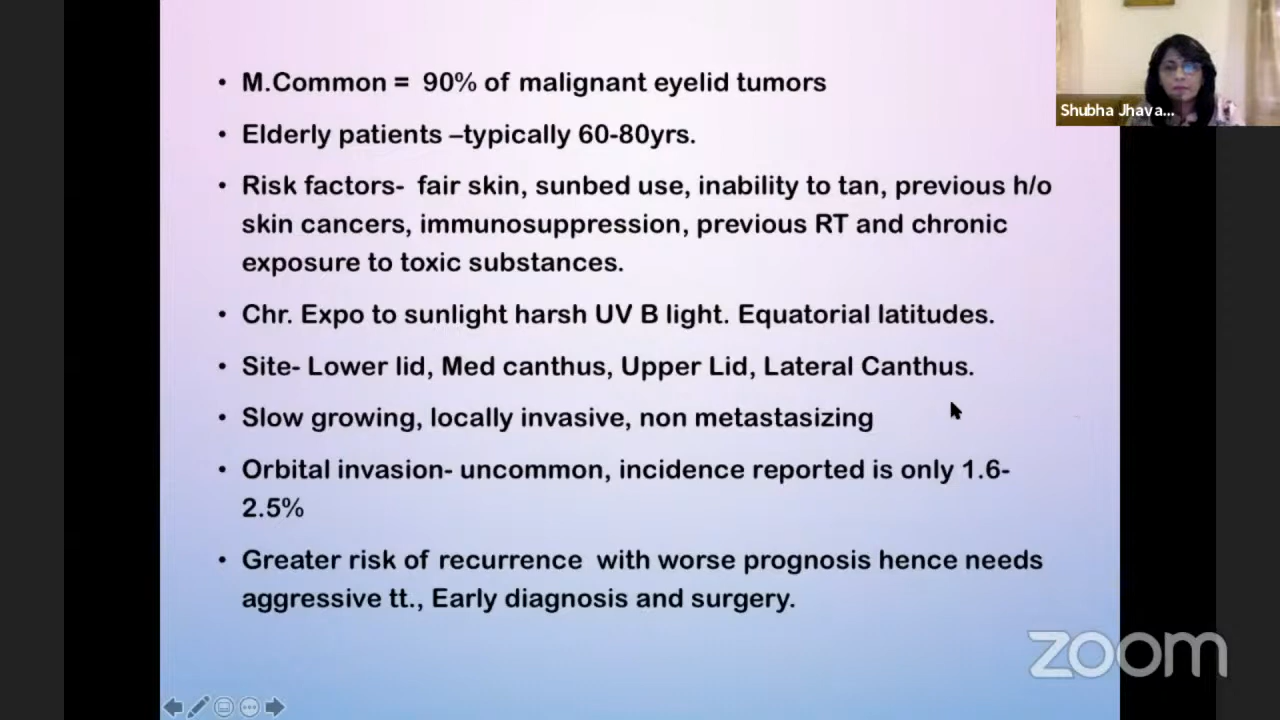 • M.Common = 90% of malignant eyelid tumors
• Elderly patients –typically 60-80yrs.
• Risk factors- fair skin, sunbed use, inability to tan, previous h/o
skin cancers, immunosuppression, previous RT and chronic
exposure to toxic substances.
• Chr. Expo to sunlight harsh UV B light. Equatorial latitudes.
• Site- Lower lid, Med canthus, Upper Lid, Lateral Canthus.
• Slow growing, locally invasive, non metastasizing
• Orbital invasion- uncommon, incidence reported is only 1.6-
2.5%
• Greater risk of recurrence with worse prognosis hence needs
aggressive tt., Early diagnosis and surgery.
Shubha Jhava...
zoom